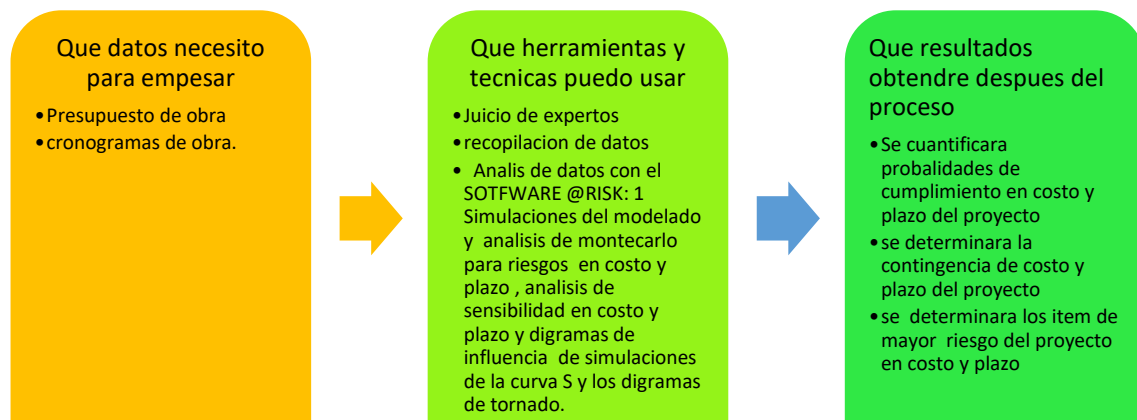 Que datos necesito
para empesar
•Presupuesto de obra
•cronogramas de obra.
Que herramientas y
tecnicas puedo usar
•Juicio de expertos
•recopilacion de datos
• Analis de datos con el
SOTFWARE @RISK: 1
Simulaciones del modelado
y analisis de montecarlo
para riesgos en costo y
plazo , analisis de
sensibilidad en costo y
plazo y digramas de
influencia de simulaciones
de la curva S y los digramas
de tornado.
Que resultados
obtendre despues del
proceso
•Se cuantificara
probalidades de
cumplimiento en costo y
plazo del proyecto
•se determinara la
contingencia de costo y
plazo del proyecto
•se determinara los item de
mayor riesgo del proyecto
en costo y plazo